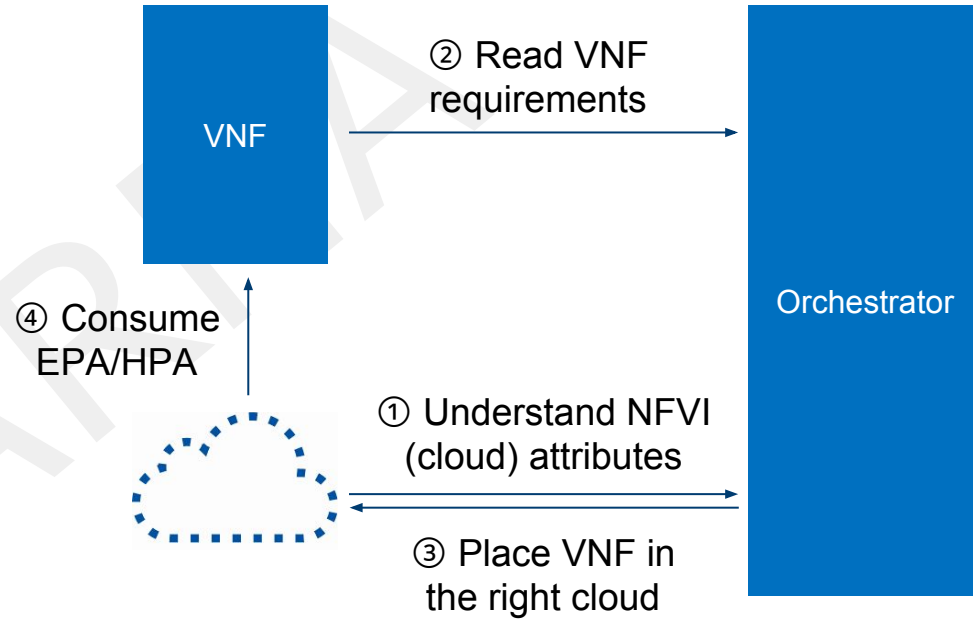 ② Read VNF
requirements
VNF
Orchestrator
④ Consume
EPA/HPA
① Understand NFVI
(cloud) attributes
③ Place VNF in
the right cloud